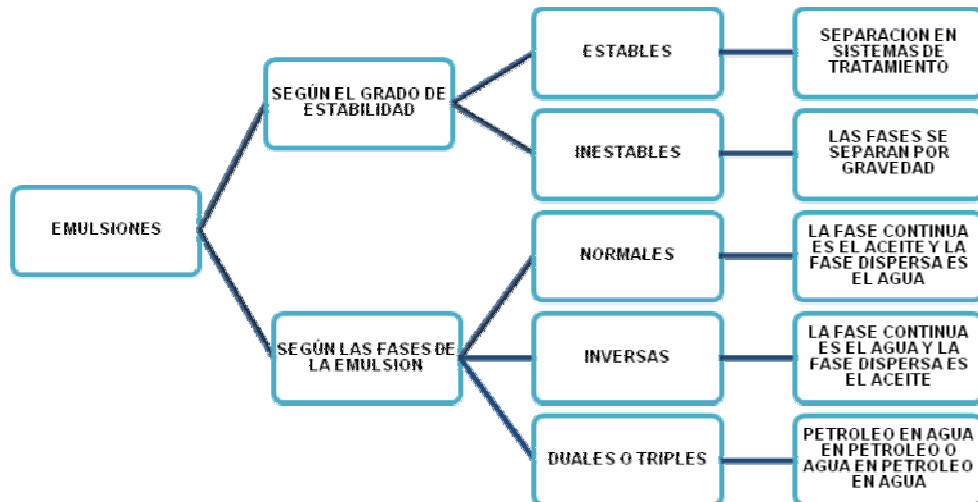 EMULSIONES
SEGÚN EL GRADO DE
ESTABILIDAD
ESTABLES
SEPARACION EN
SISTEMAS DE
TRATAMIENTO
INESTABLES
LAS FASES SE
SEPARAN POR
GRAVEDAD
SEGÚN LAS FASES DE
LA EMULSION
NORMALES
LA FASE CONTINUA
ES EL ACEITE Y LA
FASE DISPERSA ES
EL AGUA
INVERSAS
LA FASE CONTINUA
ES EL AGUA Y LA
FASE DISPERSA ES
EL ACEITE
DUALES O TRIPLES
PETROLEO EN AGUA
EN PETROLEO O
AGUA EN PETROLEO
EN AGUA